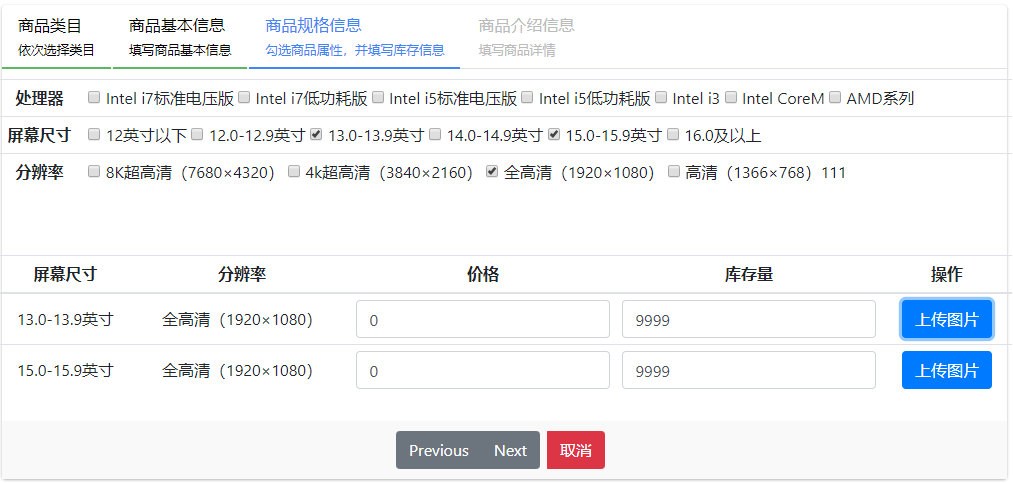 商品类目 商品基本信息 商品规格信息 商品介绍信息
依次选择类目 填写商品基本信息 勾选商品属性，并填写库存信息 填写商品详情
处理器 Intel i7标准电压版 Intel i7低功耗版 Intel i5标准电压版 Intel i5低功耗版 Intel i3 Intel CoreM AMD系列
屏幕尺寸 12英寸以下 12.0-12.9英寸 13.0-13.9英寸 14.0-14.9英寸 15.0-15.9英寸 16.0及以上
分辨率 8K超高清（7680×4320） 4k超高清（3840×2160） 全高清（1920×1080） 高清（1366×768）111
屏幕尺寸 分辨率 价格 库存量 操作
13.0-13.9英寸 全高清（1920×1080） 0 9999 上传图片
15.0-15.9英寸 全高清（1920×1080） 0 9999 上传图片
Previous Next 取消